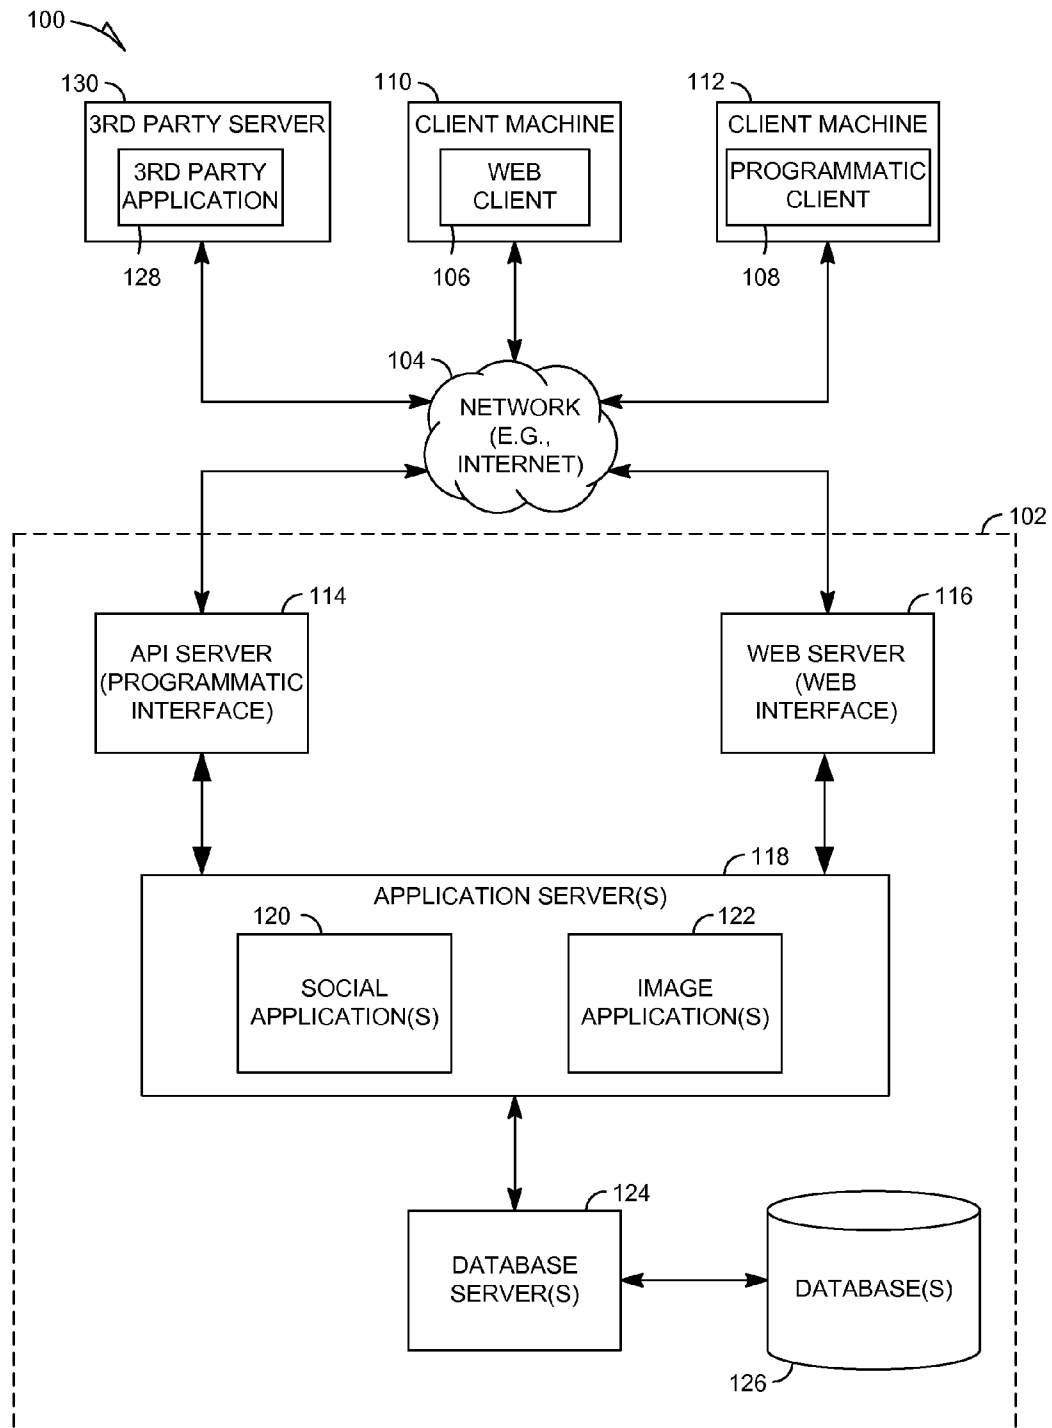 100
130
110
112
3RD PARTY SERVER
CLIENT MACHINE
CLIENT MACHINE
3RD PARTY
APPLICATION
WEB
CLIENT
PROGRAMMATIC
CLIENT
128
106
108
104
NETWORK
(E.G.,
INTERNET)
102
114
116
API SERVER
(PROGRAMMATIC
INTERFACE)
WEB SERVER
(WEB
INTERFACE)
118
APPLICATION SERVER(S)
120
122
SOCIAL
APPLICATION(S)
IMAGE
APPLICATION(S)
124
DATABASE
SERVER(S)
DATABASE(S)
126